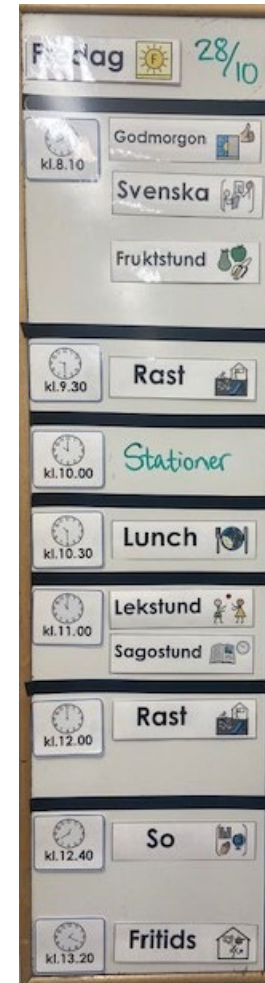 Fredag F 28/10
kl.8.10
Godmorgon
Svenska
Fruktstund
kl.9.30
Rast
kl.10.00
Stationer
kl.10.30
Lunch
kl.11.00
Lekstund
Sagostund
kl.12.00
Rast
kl.12.40
So
kl.13.20
Fritids